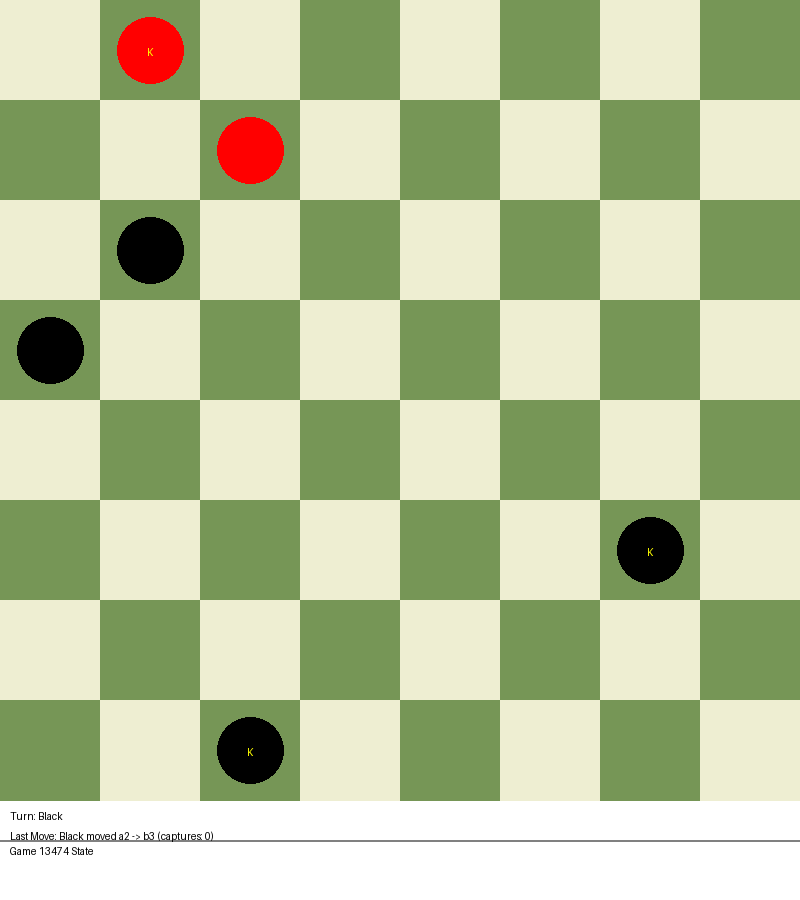 K
K
K
Turn: Black
Last Move: Black moved a2 -> b3 (captures: 0)
Game 13474 State